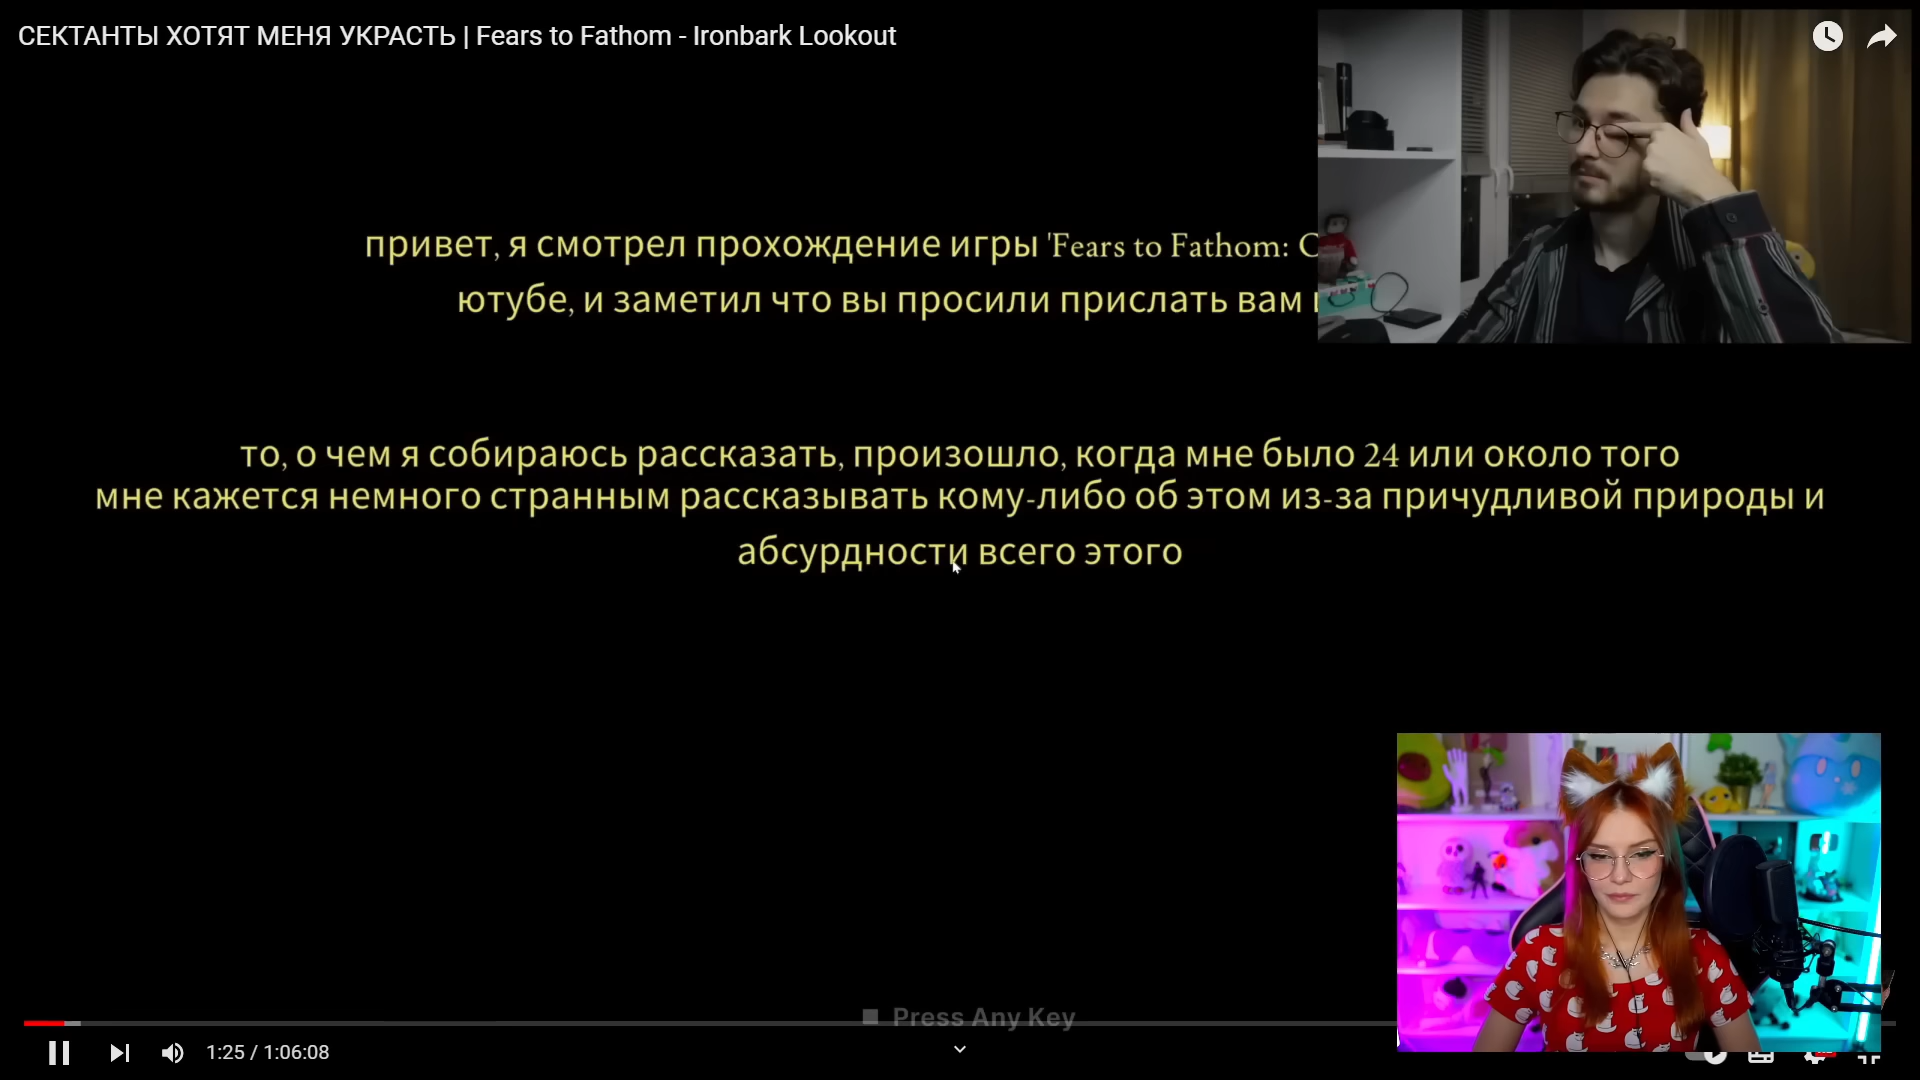 СЕКТАНТЫ ХОТЯТ МЕНЯ УКРАСТЬ | Fears to Fathom - Ironbark Lookout
привет, я смотрел прохождение игры 'Fears to Fathom:
ютубе, и заметил что вы просили прислать вам
то, о чем я собираюсь рассказать, произошло, когда мне было 24 или около того
мне кажется немного странным рассказывать кому-либо об этом из-за причудливой природы и
абсурдности всего этого
Press Any Key
1:25 / 1:06:08